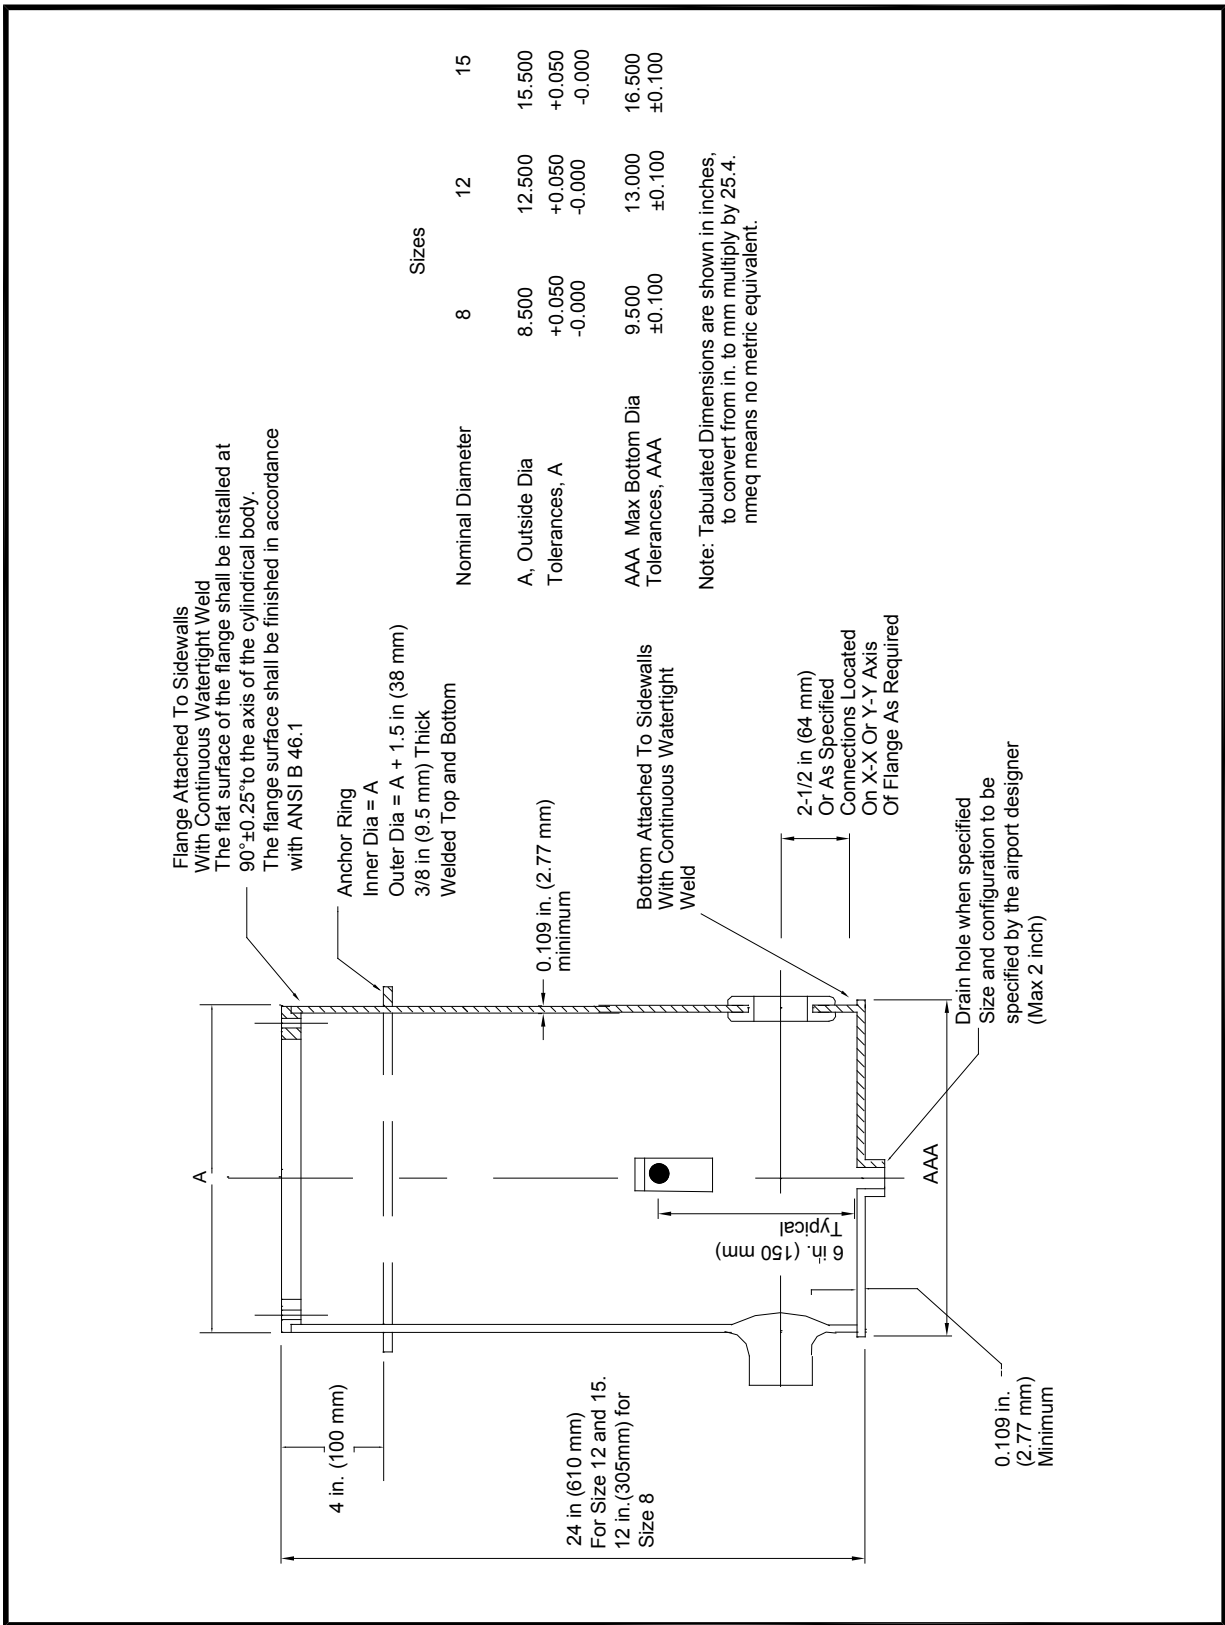 Flange Attached To Sidewalls
With Continuous Watertight Weld
The flat surface of the flange shall be installed at
90°±0.25°to the axis of the cylindrical body.
The flange surface shall be finished in accordance
with ANSI B 46.1
A
4 in. (100 mm)
Anchor Ring
Inner Dia = A
Outer Dia = A + 1.5 in (38 mm)
3/8 in (9.5 mm) Thick
Welded Top and Bottom
0.109 in. (2.77 mm)
minimum
24 in (610 mm)
For Size 12 and 15.
12 in.(305mm) for
Size 8
6 in. (150 mm)
Typical
Bottom Attached To Sidewalls
With Continuous Watertight
Weld
2-1/2 in (64 mm)
Or As Specified
Connections Located
On X-X Or Y-Y Axis
Of Flange As Required
AAA
Drain hole when specified
Size and configuration to be
specified by the airport designer
(Max 2 inch)
0.109 in.
(2.77 mm)
Minimum
Sizes
Nominal Diameter 8 12 15
A, Outside Dia 8.500 12.500 15.500
Tolerances, A +0.050 +0.050 +0.050
-0.000 -0.000 -0.000
AAA Max Bottom Dia 9.500 13.000 16.500
Tolerances, AAA ±0.100 ±0.100 ±0.100
Note: Tabulated Dimensions are shown in inches,
to convert from in. to mm multiply by 25.4.
nmeq means no metric equivalent.